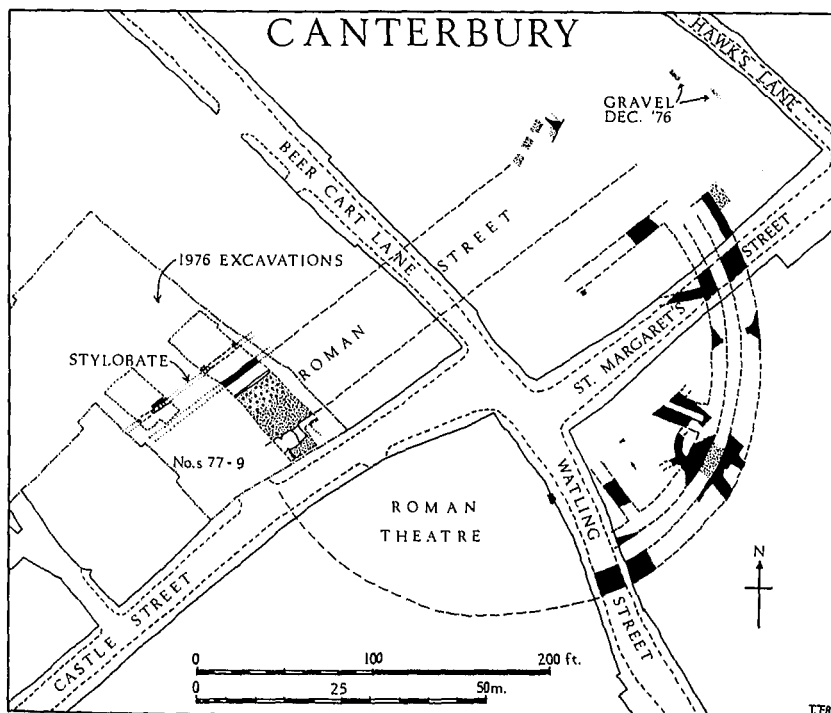 CANTERBURY
HAWK'S LANE
GRAVEL
DEC. '76
BEER CART LANE
ROMAN STREET
1976 EXCAVATIONS
STYLOBATE
ST. MARGARET'S STREET
No.s 77-9
ROMAN
THEATRE
WATLING STREET
N
CASTLE STREET
0 100 200 ft.
0 25 50m.